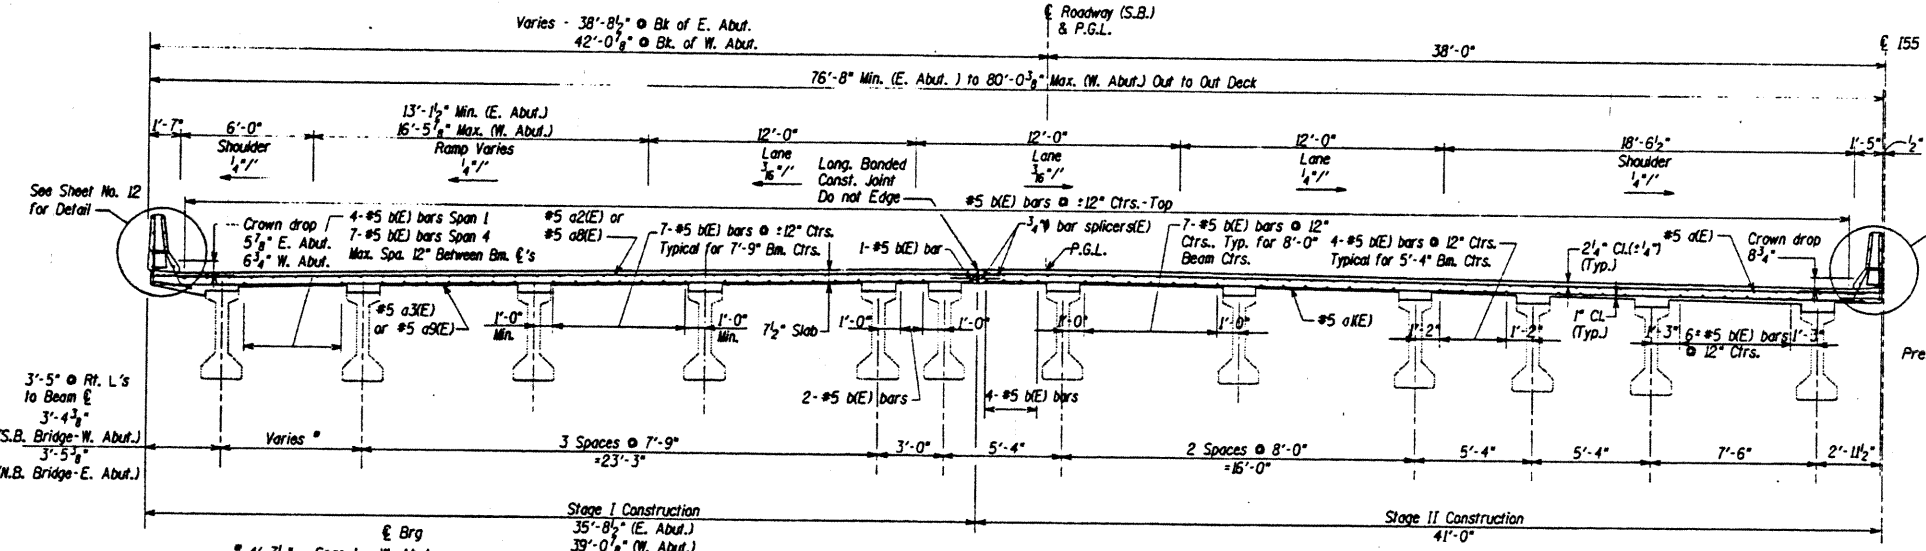 Varies - 38'-8½" @ Bk of E. Abut.
42'-0⅞" @ Bk. of W. Abut.
℄ Roadway (S.B.)
& P.G.L.
38'-0"
℄ I55
76'-8" Min. (E. Abut. ) to 80'-0⅜" Max. (W. Abut.) Out to Out Deck
1'-7"
6'-0"
Shoulder
¼"/'
13'-1½" Min. (E. Abut.)
16'-5⅞" Max. (W. Abut.)
Ramp Varies
¼"/'
12'-0"
Lane
3/16"/'
Long. Bonded
Const. Joint
Do not Edge
12'-0"
Lane
3/16"/'
12'-0"
Lane
¼"/'
18'-6½"
Shoulder
¼"/'
1'-5"
½"
See Sheet No. 12
for Detail
Crown drop
5⅞" E. Abut.
6¾" W. Abut.
4-#5 b(E) bars Span 1
7-#5 b(E) bars Span 4
Max. Spa. 12" Between Bm. ℄'s
#5 a2(E) or
#5 a8(E)
7-#5 b(E) bars @ ±12" Ctrs.
Typical for 7'-9" Bm. Ctrs.
1-#5 b(E) bar
#5 b(E) bars @ ±12" Ctrs.-Top
¾"ϕ bar splicers(E)
P.G.L.
7-#5 b(E) bars @ 12"
Ctrs., Typ. for 8'-0"
Beam Ctrs.
4-#5 b(E) bars @ 12" Ctrs.
Typical for 5'-4" Bm. Ctrs.
2¼" CL.(±¼")
(Typ.)
#5 a(E)
Crown drop
8¾"
#5 a3(E)
or #5 a9(E)
1'-0"
Min.
1'-0"
Min.
7½" Slab
1'-0"
1'-0"
1'-0"
1'-0"
#5 a1(E)
1'-2"
1'-2"
1" CL
(Typ.)
1'-3"
6-#5 b(E) bars
@ 12" Ctrs.
1'-3"
Pre
2-#5 b(E) bars
4-#5 b(E) bars
3'-5" @ Rt. L's
to Beam ℄
3'-4⅜"
(S.B. Bridge-W. Abut.)
3'-5⅜"
(N.B. Bridge-E. Abut.)
Varies *
3 Spaces @ 7'-9"
=23'-3"
3'-0"
5'-4"
2 Spaces @ 8'-0"
=16'-0"
5'-4"
5'-4"
7'-6"
2'-11½"
Stage I Construction
35'-8½" (E. Abut.)
39'-0⅞" (W. Abut.)
Stage II Construction
41'-0"
℄ Brg